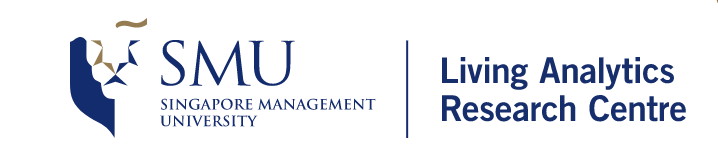 SMU
SINGAPORE MANAGEMENT
UNIVERSITY
Living Analytics
Research Centre